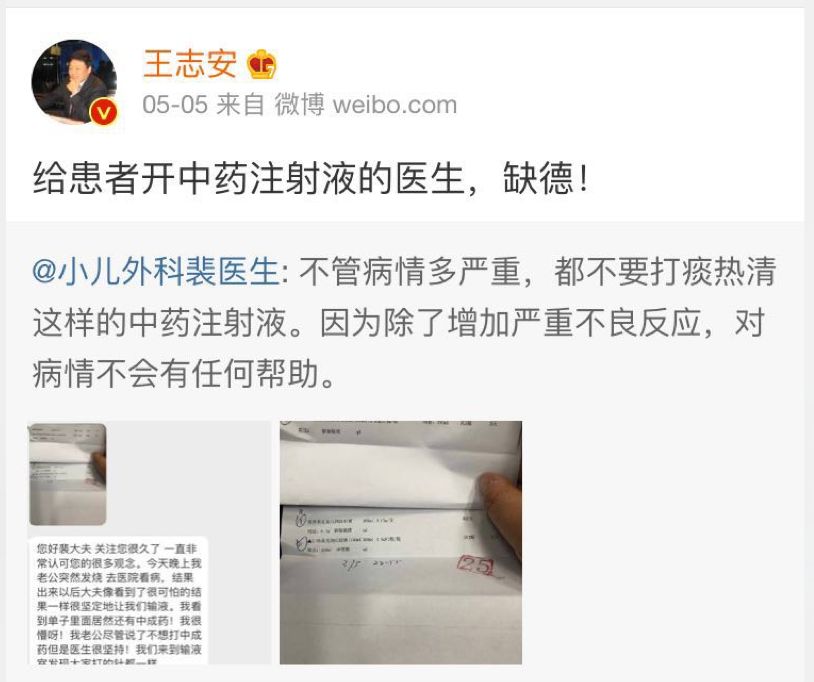 王志安
05-05 来自 微博 weibo.com
给患者开中药注射液的医生，缺德！
@小儿外科裴医生: 不管病情多严重，都不要打痰热清
这样的中药注射液。因为除了增加严重不良反应，对
病情不会有任何帮助。
您好裴大夫 关注您很久了 一直非
常认可您的很多观念。今天晚上我
老公突然发烧 去医院看病。结果
出来以后大夫像看到了很可怕的结
果一样很坚定地让我们输液。我看
到单子里面居然还有中成药！我很
懵呀！我老公尽管说了不想打中成
药但是医生很坚持！我们来到输液
室发现大家打的针都一样
25